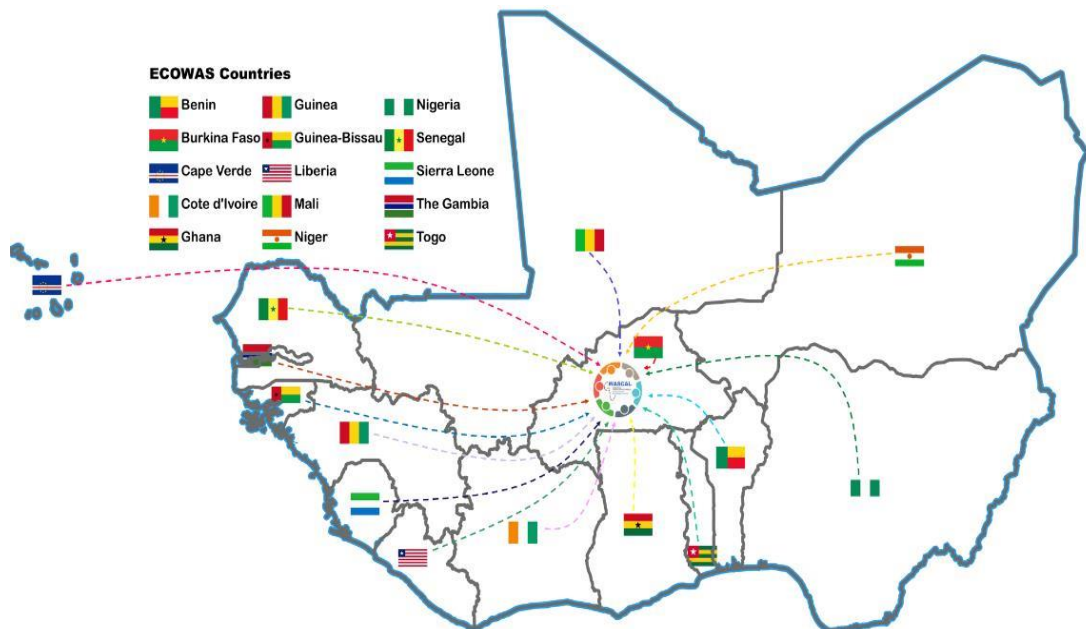 ECOWAS Countries
Benin
Guinea
Nigeria
Burkina Faso
Guinea-Bissau
Senegal
Cape Verde
Liberia
Sierra Leone
Cote d'Ivoire
Mali
The Gambia
Ghana
Niger
Togo
WASCAL